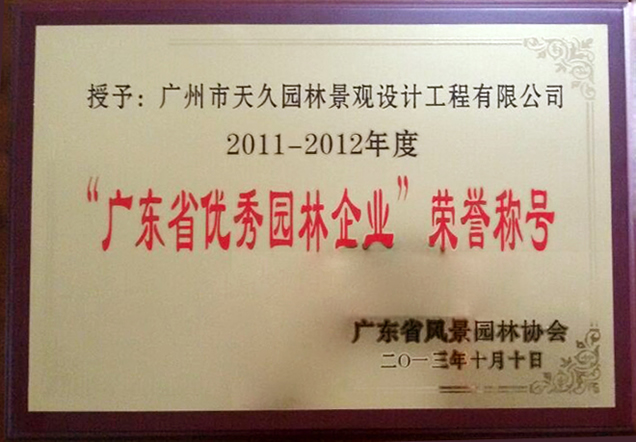 授予：广州市天久园林景观设计工程有限公司
2011-2012年度
“广东省优秀园林企业”荣誉称号
广东省风景园林协会
二〇一三年十月十日